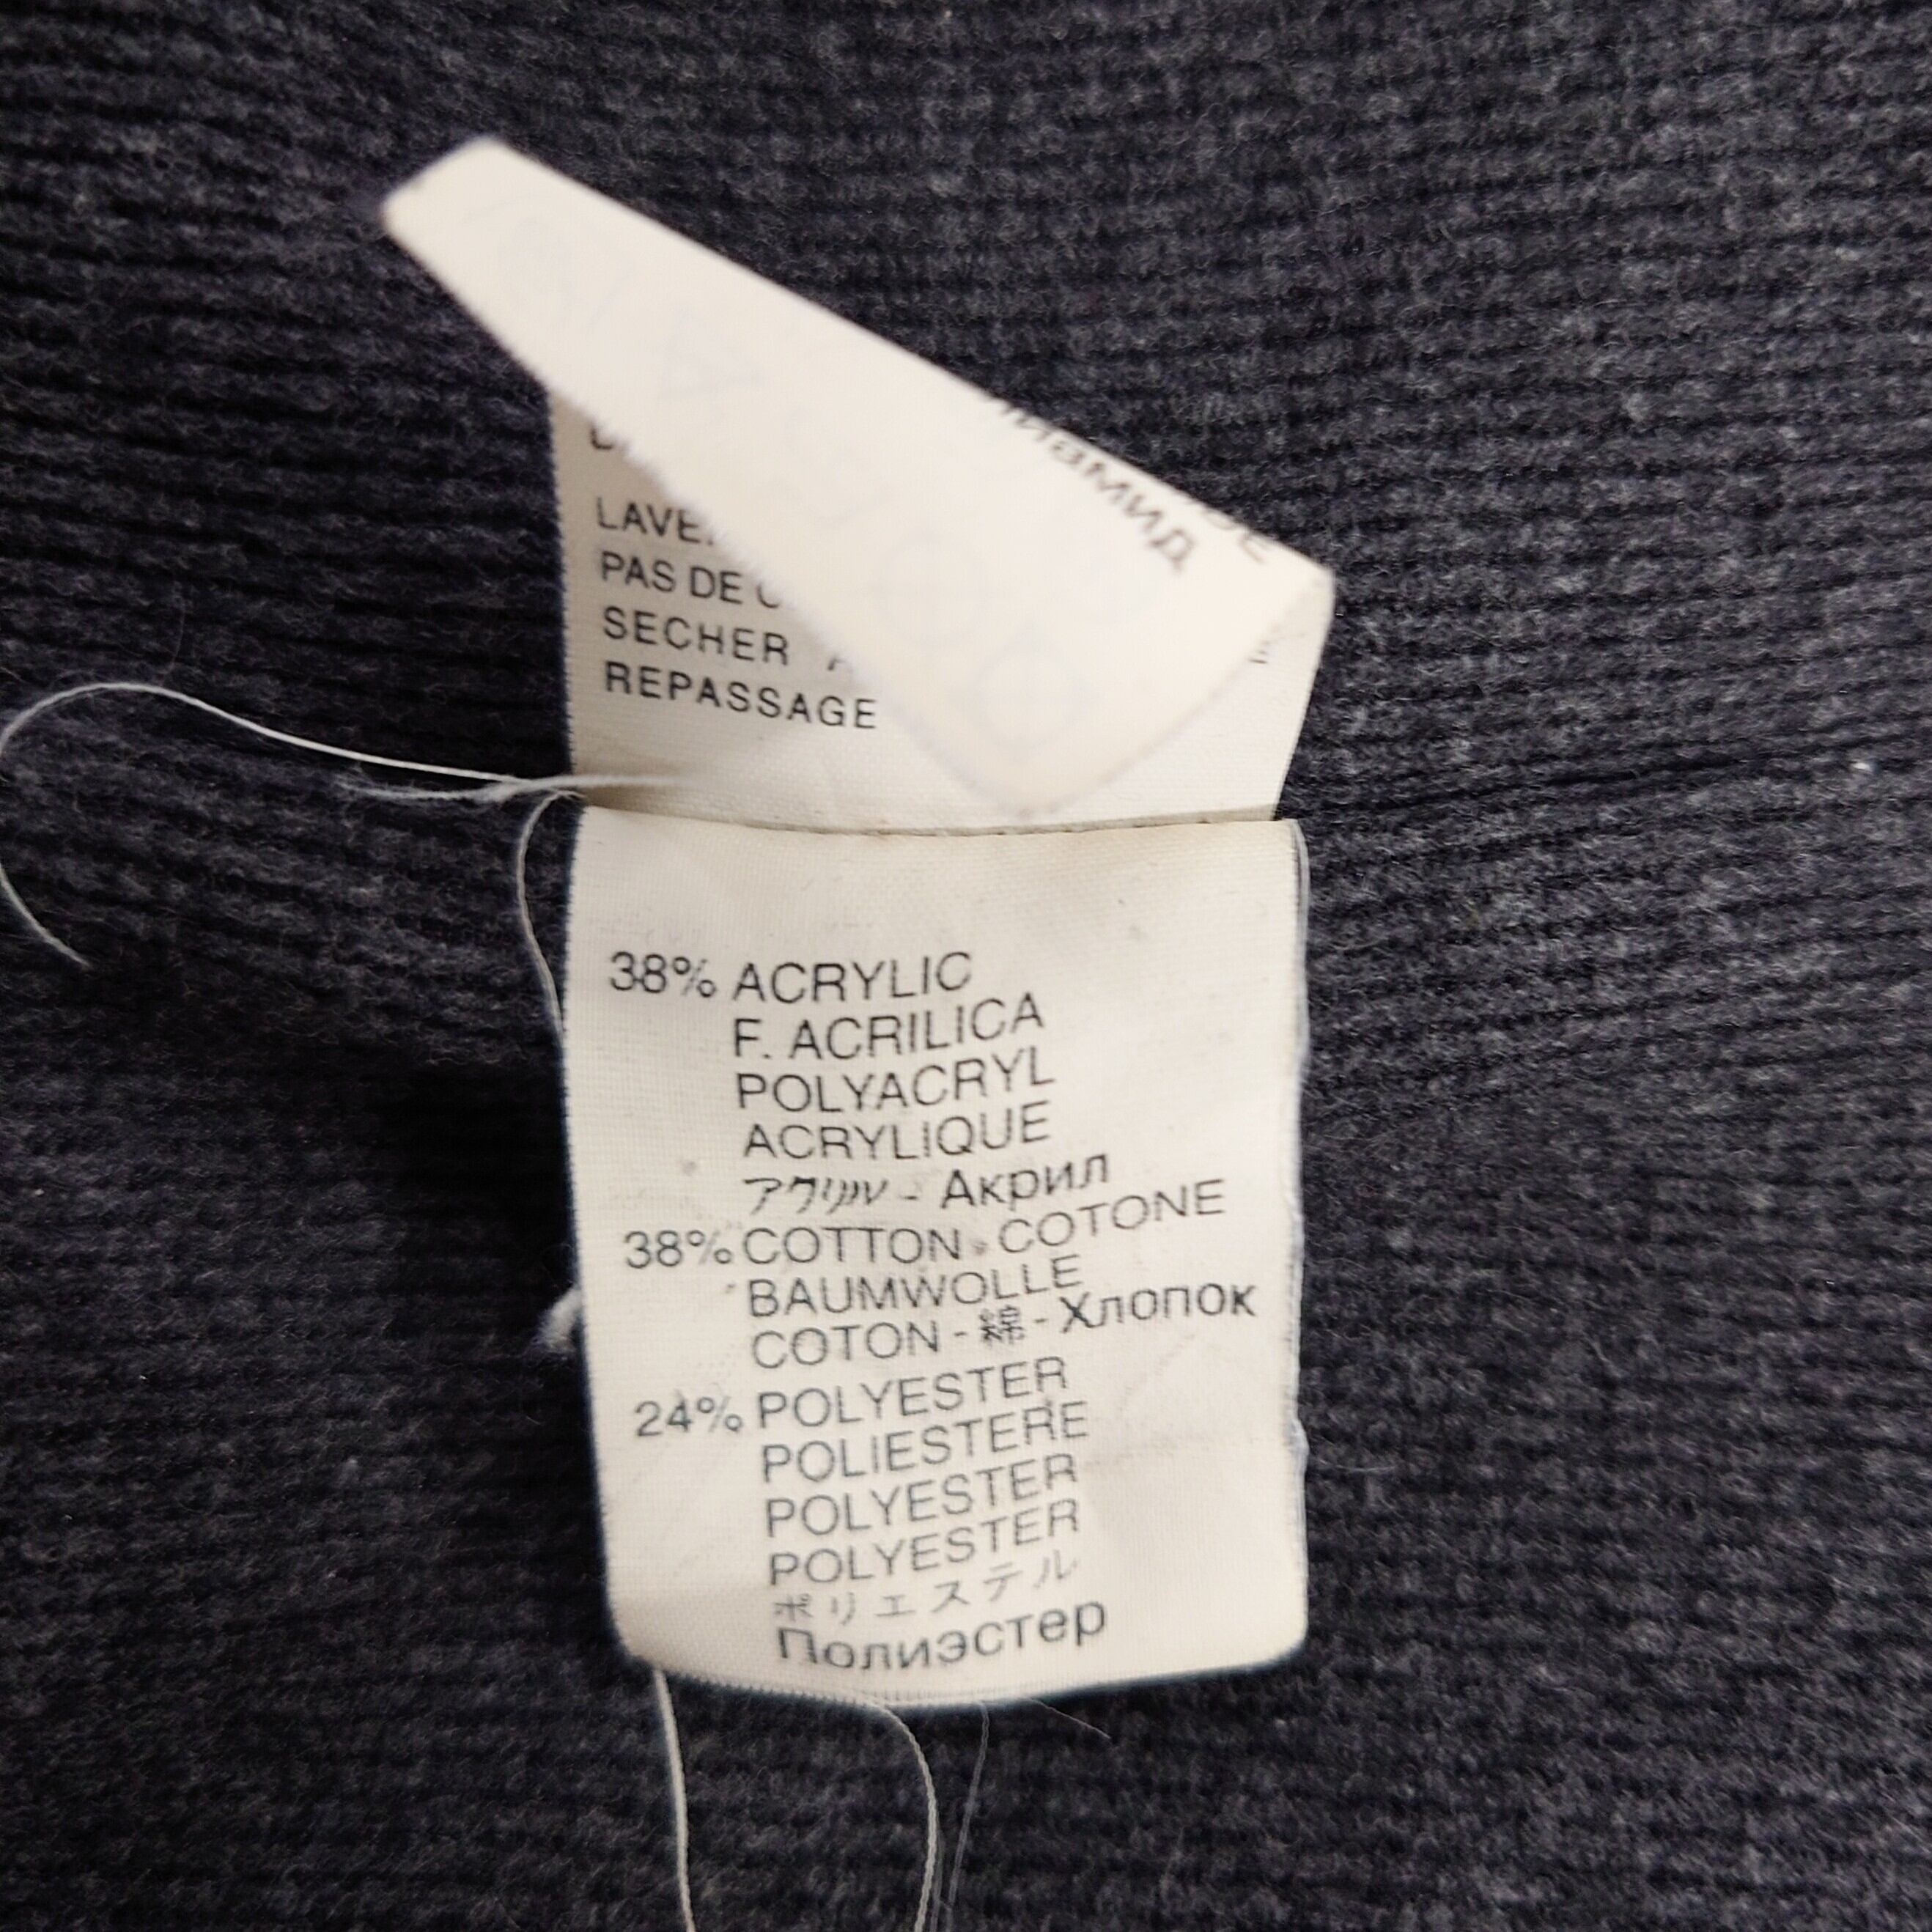 иамид
LAVE
PAS DE
SECHER
REPASSAGE
38% ACRYLIC
F. ACRILICA
POLYACRYL
ACRYLIQUE
アクリル - Акрил
38% COTTON - COTONE
BAUMWOLLE
COTON - 綿 - Хлопок
24% POLYESTER
POLIESTERE
POLYESTER
POLYESTER
ポリエステル
Полиэстер